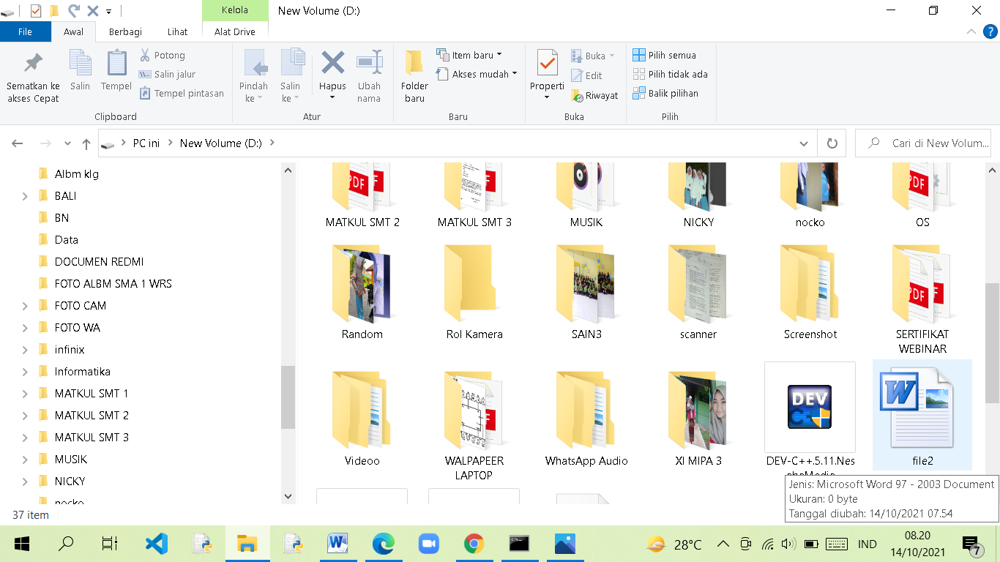 Kelola
New Volume (D:)
File
Awal
Berbagi
Lihat
Alat Drive
Sematkan ke
akses Cepat
Salin
Tempel
Potong
Salin jalur
Tempel pintasan
Clipboard
Pindah
ke
Salin
ke
Hapus
Ubah
nama
Atur
Folder
baru
Item baru
Akses mudah
Baru
Properti
Buka
Edit
Riwayat
Buka
Pilih semua
Pilih tidak ada
Balik pilihan
Pilih
PC ini
New Volume (D:)
Cari di New Volum...
Albm klg
BALI
BN
Data
DOCUMEN REDMI
FOTO ALBM SMA 1 WRS
FOTO CAM
FOTO WA
infinix
Informatika
MATKUL SMT 1
MATKUL SMT 2
MATKUL SMT 3
MUSIK
NICKY
nocko
PDF
MATKUL SMT 2
PDF
MATKUL SMT 3
MUSIK
NICKY
nocko
OS
Random
Rol Kamera
SAIN3
scanner
Screenshot
PDF
SERTIFIKAT
WEBINAR
Videoo
WALPAPEER
LAPTOP
WhatsApp Audio
XI MIPA 3
DEV
C++
DEV-C++.5.11.Nes
W
file2
Jenis: Microsoft Word 97 - 2003 Document
Ukuran: 0 byte
Tanggal diubah: 14/10/2021 07.54
37 item
28°C
IND
08.20
14/10/2021
7